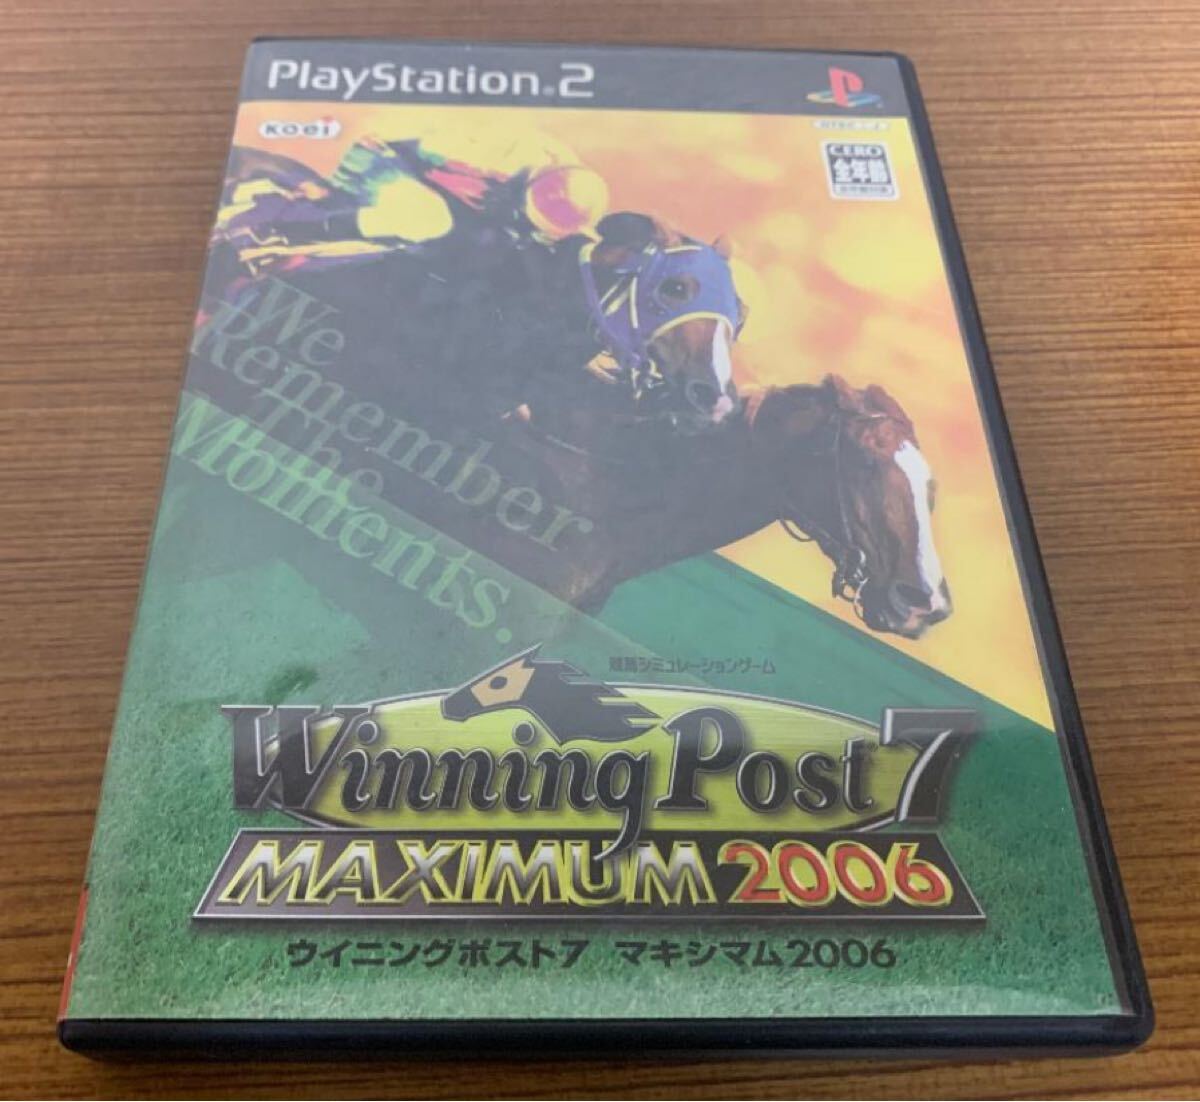 PlayStation.2
KOEI
NTSC J
CERO
全年齢
We
Remember
The
Moments.
競馬シミュレーションゲーム
Winning Post 7
MAXIMUM 2006
ウイニングポスト7 マキシマム2006